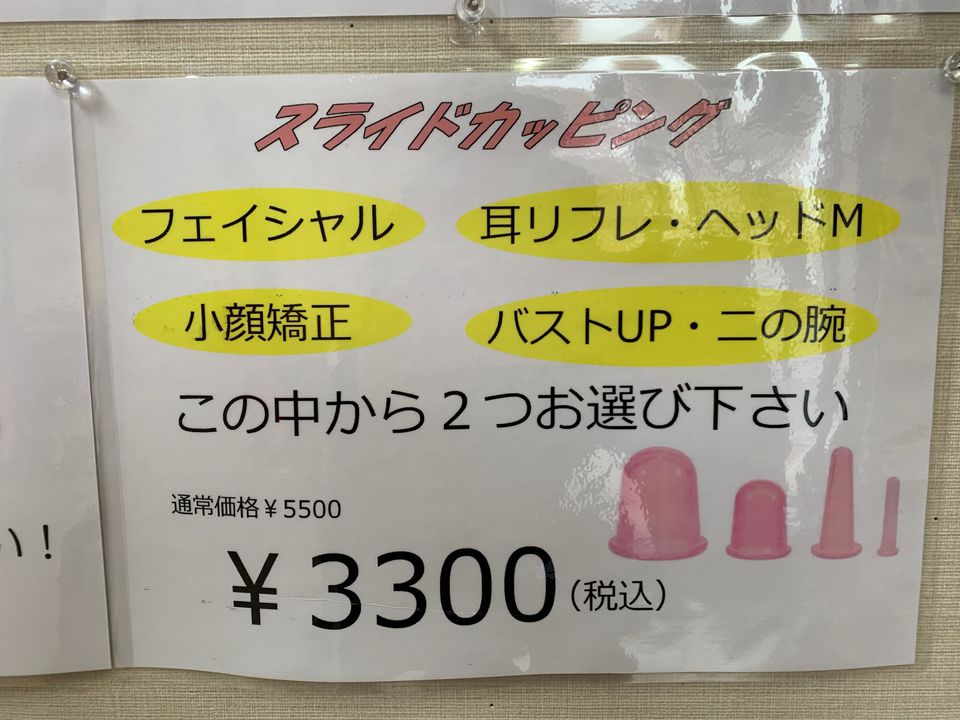 スライドカッピング
フェイシャル
耳リフレ・ヘッドM
小顔矯正
バストUP・二の腕
この中から２つお選び下さい
通常価格￥5500
￥3300（税込）
い！